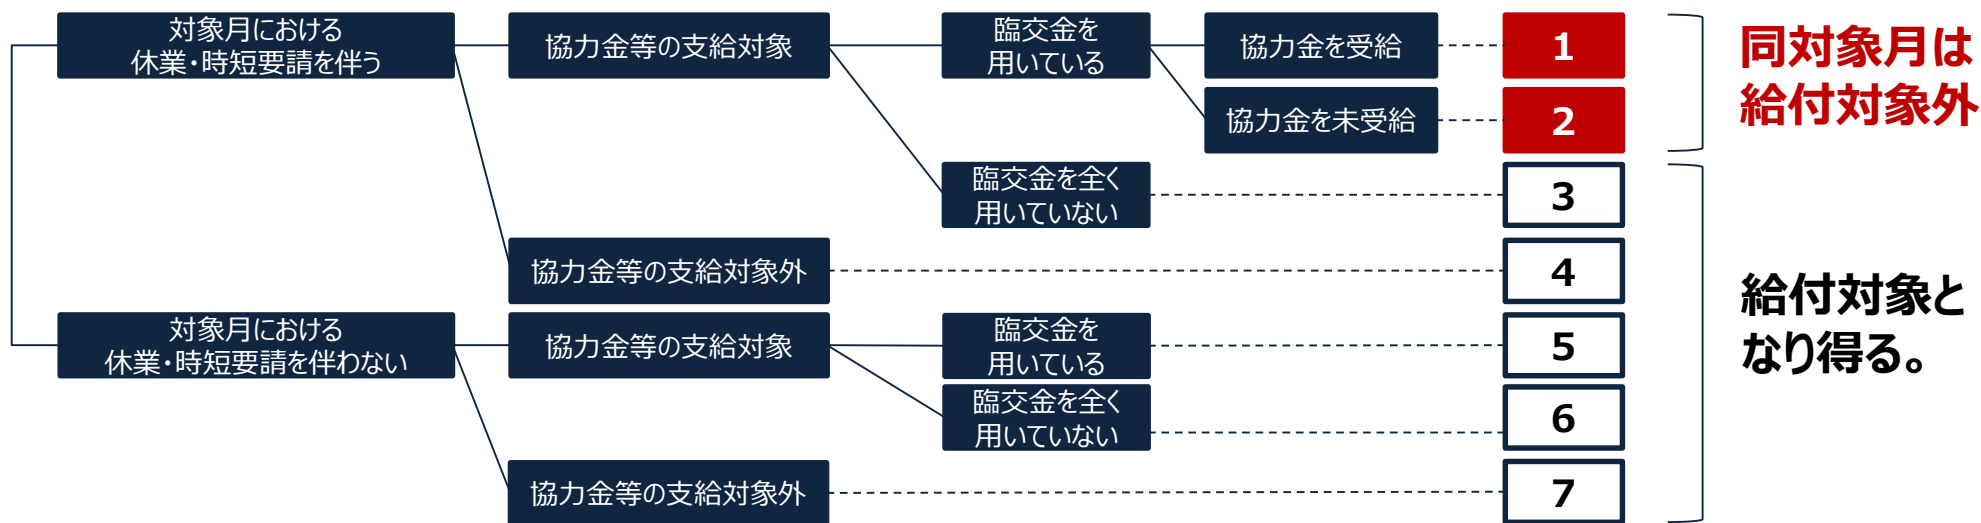 対象月における
休業・時短要請を伴う
協力金等の支給対象
臨交金を
用いている
協力金を受給
1
協力金を未受給
2
臨交金を全く
用いていない
3
協力金等の支給対象外
4
対象月における
休業・時短要請を伴わない
協力金等の支給対象
臨交金を
用いている
5
臨交金を全く
用いていない
6
協力金等の支給対象外
7
同対象月は
給付対象外
給付対象と
なり得る。